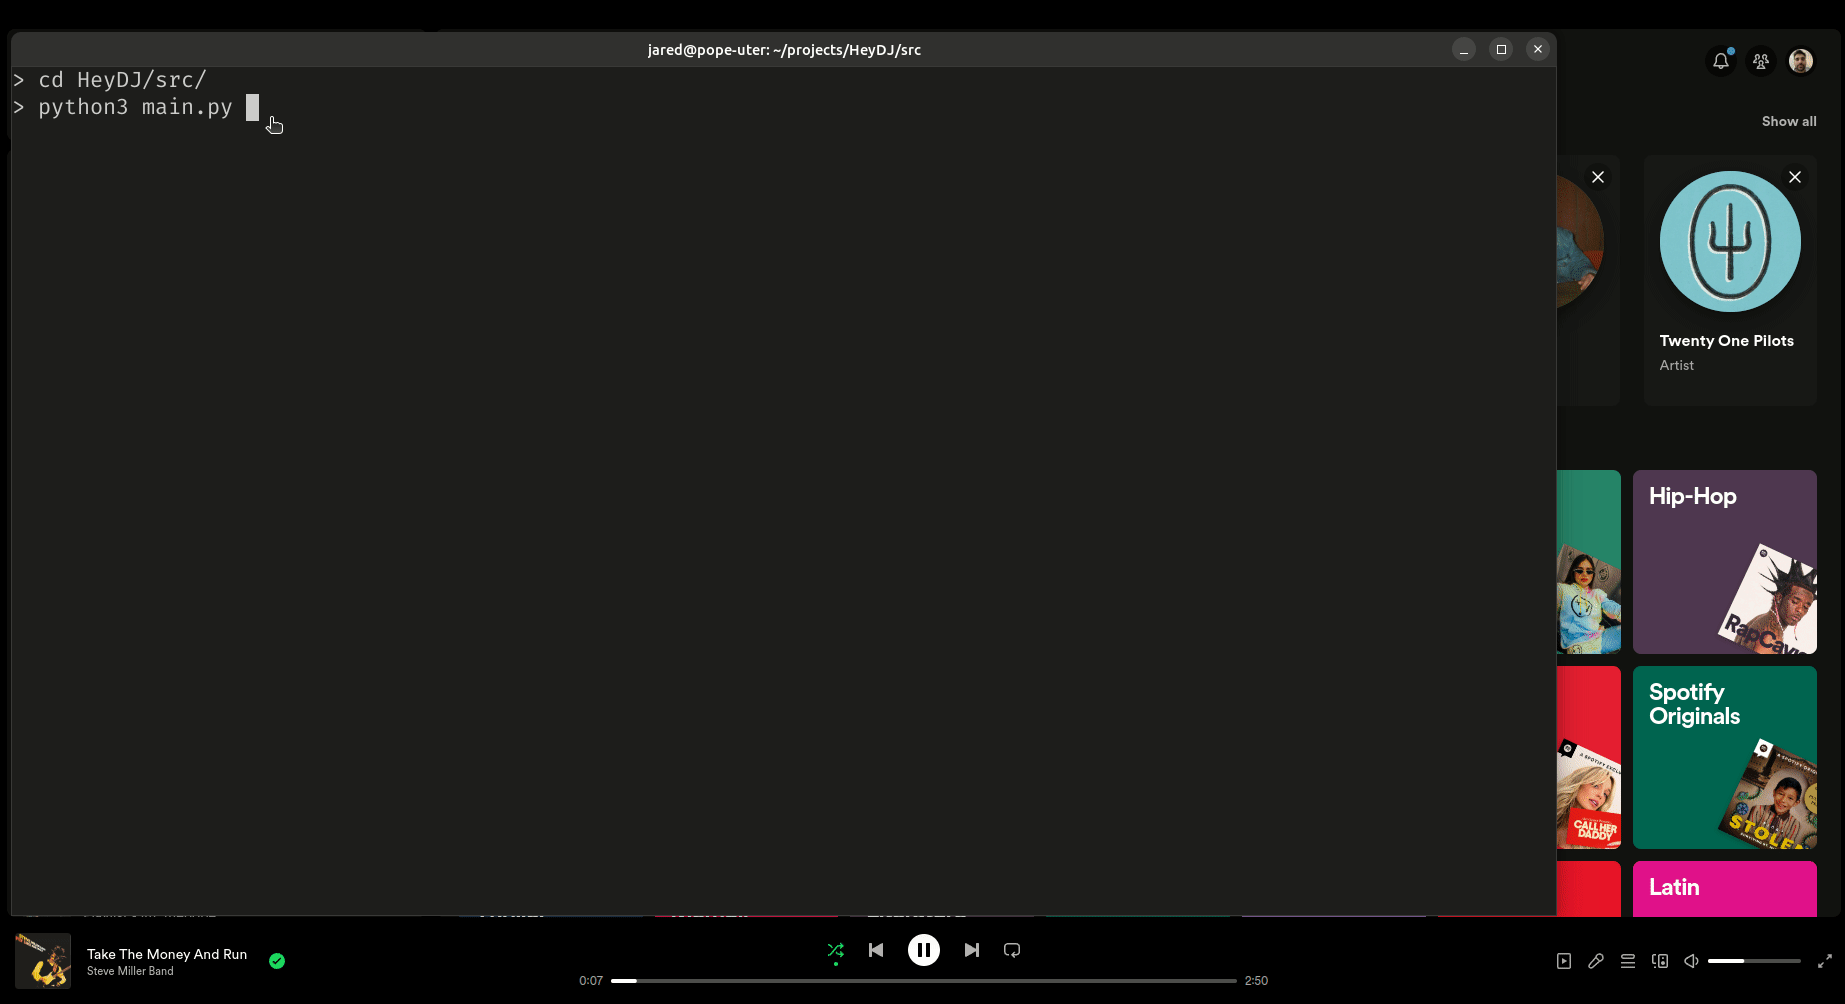 jared@pope-uter: ~/projects/HeyDJ/src
> cd HeyDJ/src/
> python3 main.py
Show all
Twenty One Pilots
Artist
Hip-Hop
Spotify
Originals
CALL HER
DADDY
Latin
Take The Money And Run
Steve Miller Band
0:07
2:50